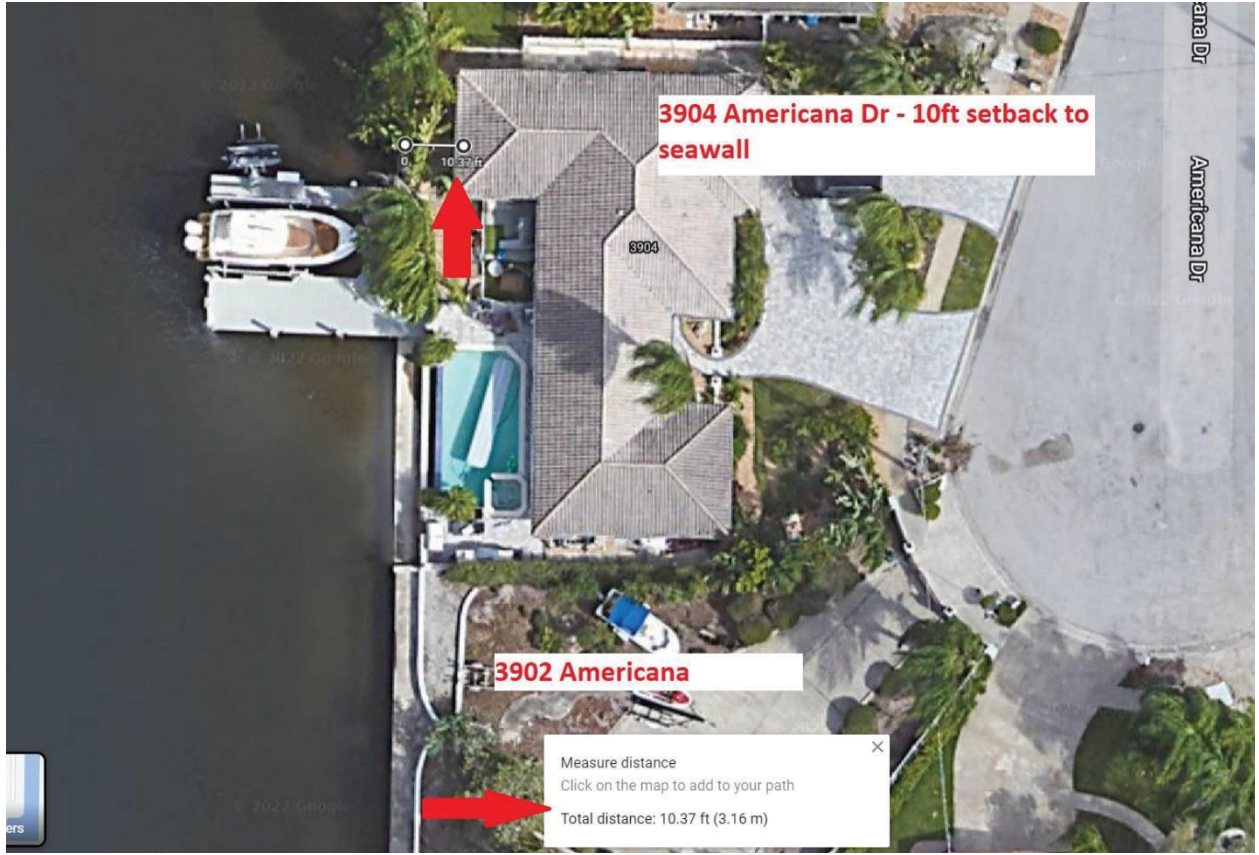 © 2022 Google
ana Dr
3904 Americana Dr - 10ft setback to
seawall
0
10.37 ft
Google
Americana Dr
3904
© 2022 Google
© 2022 Google
3902 Americana
Measure distance
Click on the map to add to your path
Total distance: 10.37 ft (3.16 m)
© 2022 Google
ers